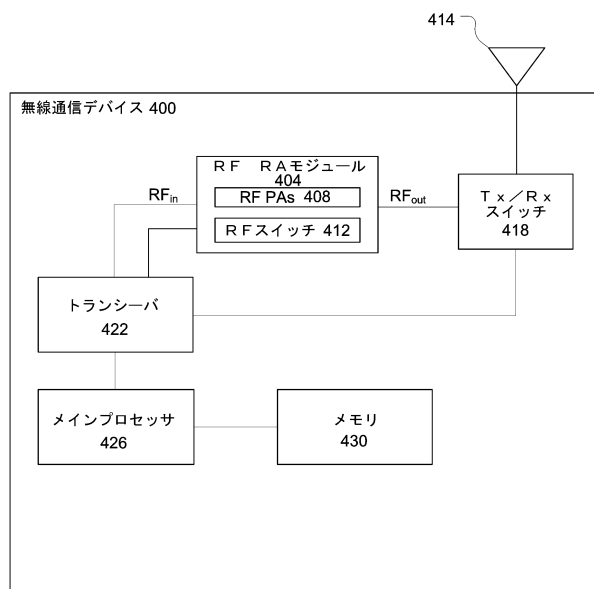 414
無線通信デバイス 400
ＲＦ　ＲＡモジュール
404
RF PAs 408
ＲＦスイッチ 412
RFin
RFout
Ｔｘ／Ｒｘ
スイッチ
418
トランシーバ
422
メインプロセッサ
426
メモリ
430